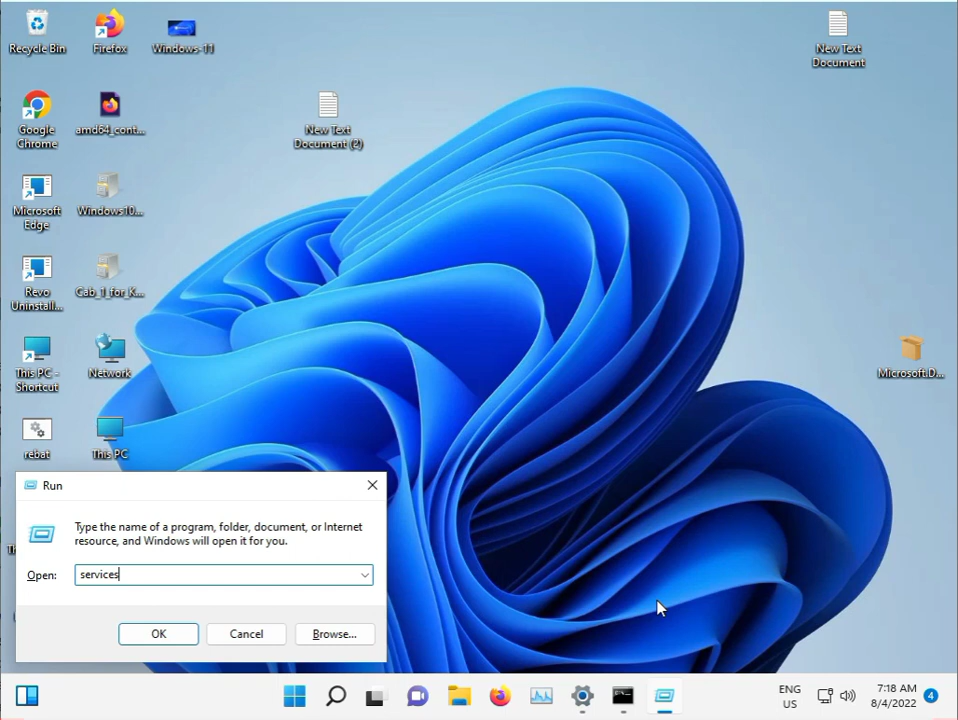 Recycle Bin
Firefox
Windows-11
New Text
Document
Google
Chrome
amd64_cont...
New Text
Document (2)
Microsoft
Edge
Windows10...
Revo
Uninstall...
Cab_1_for_K...
This PC -
Shortcut
Network
Microsoft.D...
rebat
This PC
Run
Type the name of a program, folder, document, or Internet
resource, and Windows will open it for you.
Open:
services
OK
Cancel
Browse...
ENG
US
7:18 AM
8/4/2022
4